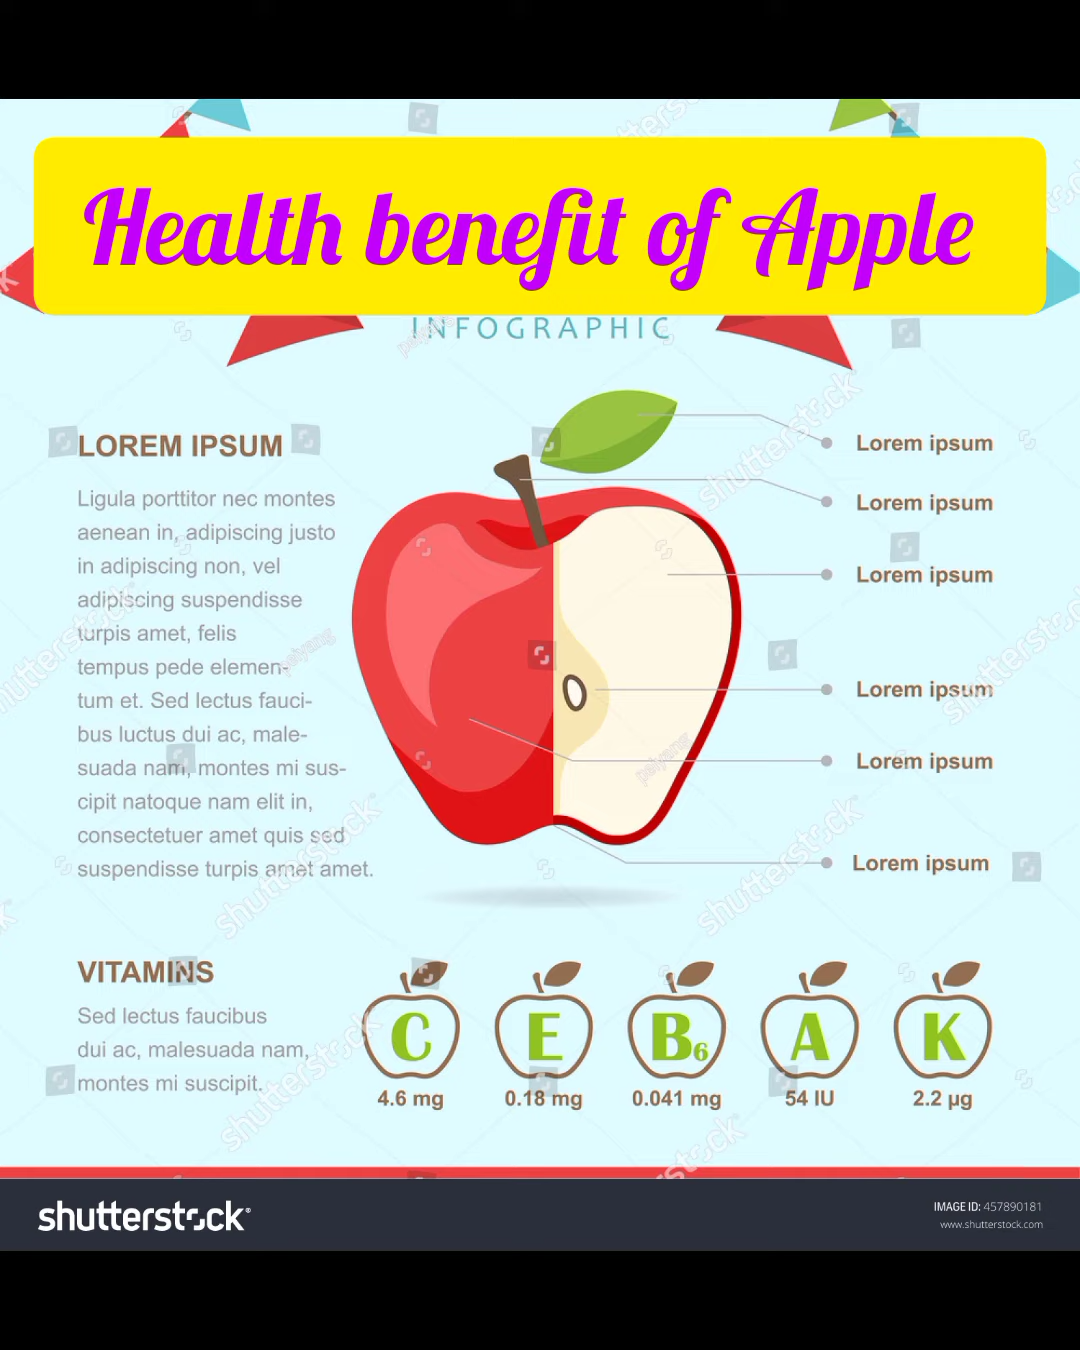 Health benefit of Apple
INFOGRAPHIC
LOREM IPSUM
Ligula porttitor nec montes
aenean in, adipiscing justo
in adipiscing non, vel
adipiscing suspendisse
turpis amet, felis
tempus pede elemen-
tum et. Sed lectus fauci-
bus luctus dui ac, male-
suada nam, montes mi sus-
cipit natoque nam elit in,
consectetuer amet quis sed
suspendisse turpis amet amet.
Lorem ipsum
Lorem ipsum
Lorem ipsum
Lorem ipsum
Lorem ipsum
Lorem ipsum
VITAMINS
Sed lectus faucibus
dui ac, malesuada nam,
montes mi suscipit.
C E B6 A K
4.6 mg 0.18 mg 0.041 mg 54 IU 2.2 µg
shutterstock®
IMAGE ID: 457890181
www.shutterstock.com